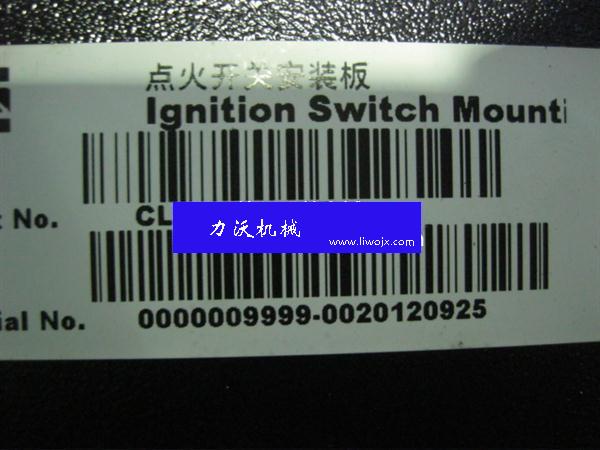 点火开关安装板
Ignition Switch Mounti
No.
CL
力沃机械
www.liwojx.com
ial No.
0000009999-0020120925